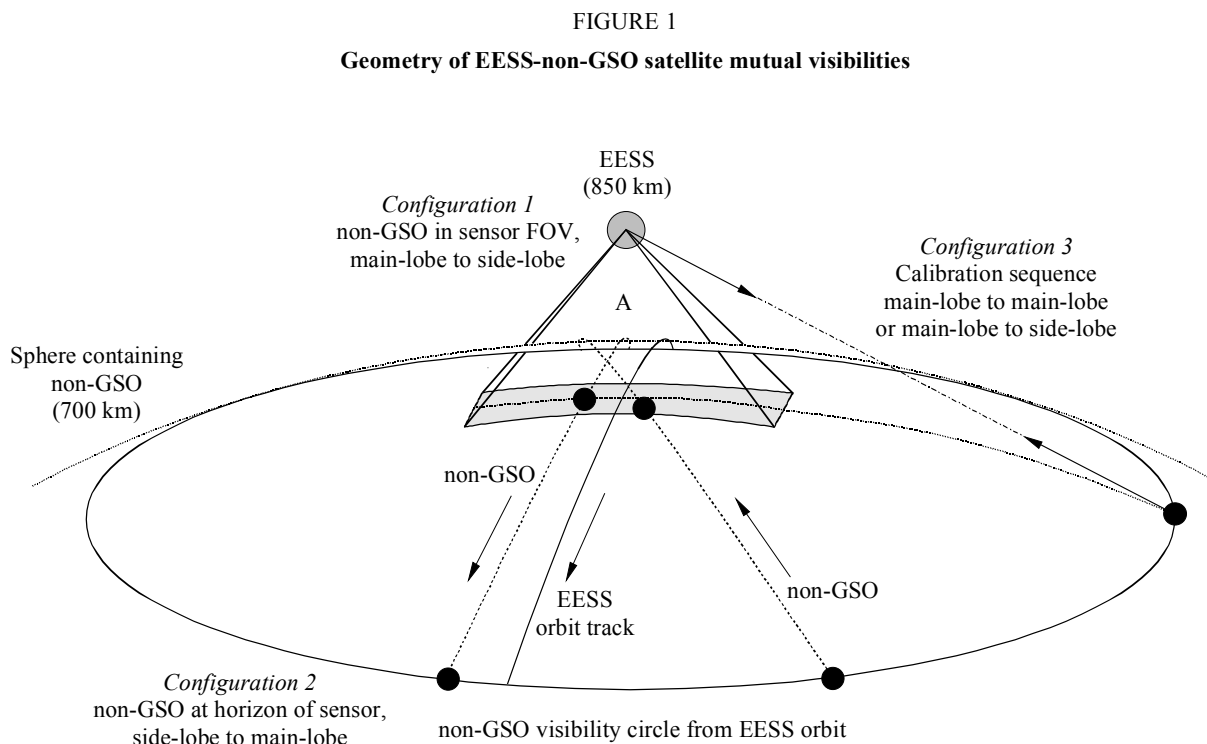 FIGURE 1
Geometry of EESS-non-GSO satellite mutual visibilities
EESS
(850 km)
Configuration 1
non-GSO in sensor FOV,
main-lobe to side-lobe
Configuration 3
Calibration sequence
main-lobe to main-lobe
or main-lobe to side-lobe
A
Sphere containing
non-GSO
(700 km)
non-GSO
EESS
orbit track
non-GSO
Configuration 2
non-GSO at horizon of sensor,
side-lobe to main-lobe
non-GSO visibility circle from EESS orbit